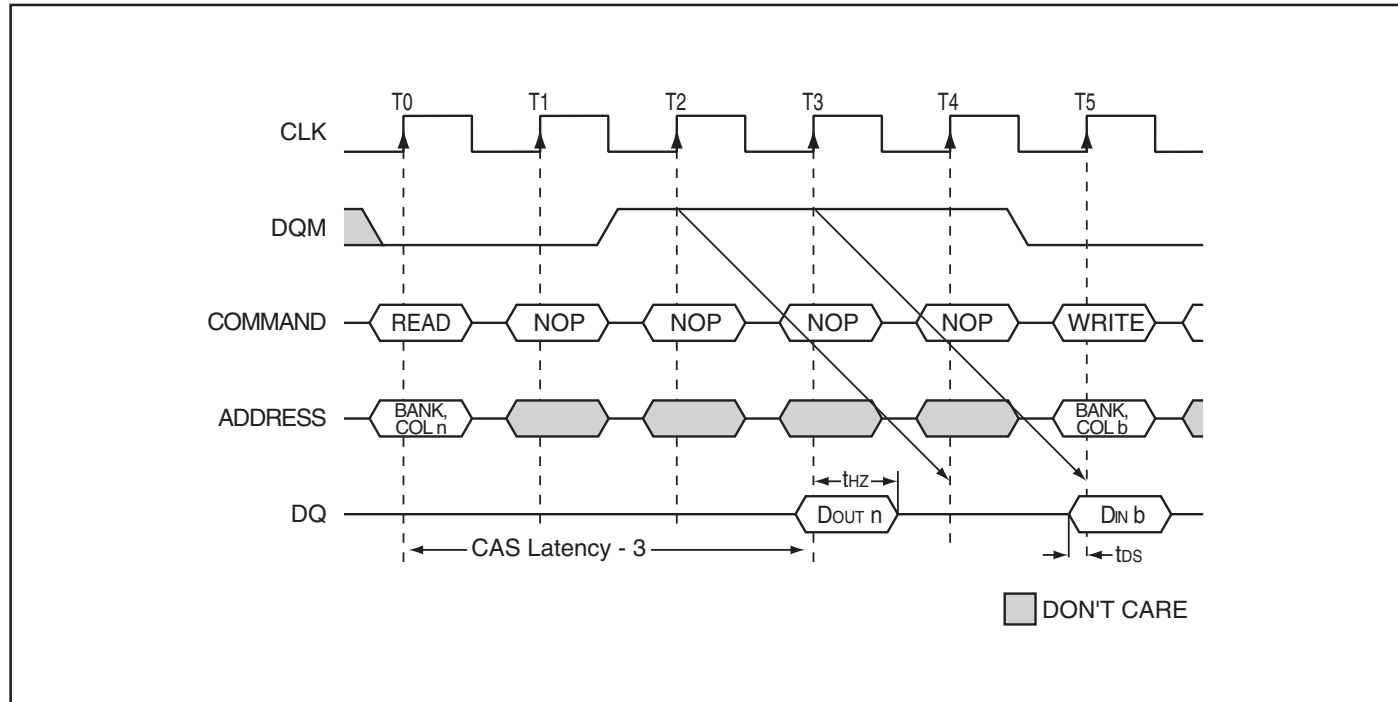 T0 T1 T2 T3 T4 T5
CLK
DQM
COMMAND READ NOP NOP NOP NOP WRITE
ADDRESS BANK, COL n BANK, COL b
tHZ
DQ DOUT n DIN b
CAS Latency - 3 tDS
DON'T CARE